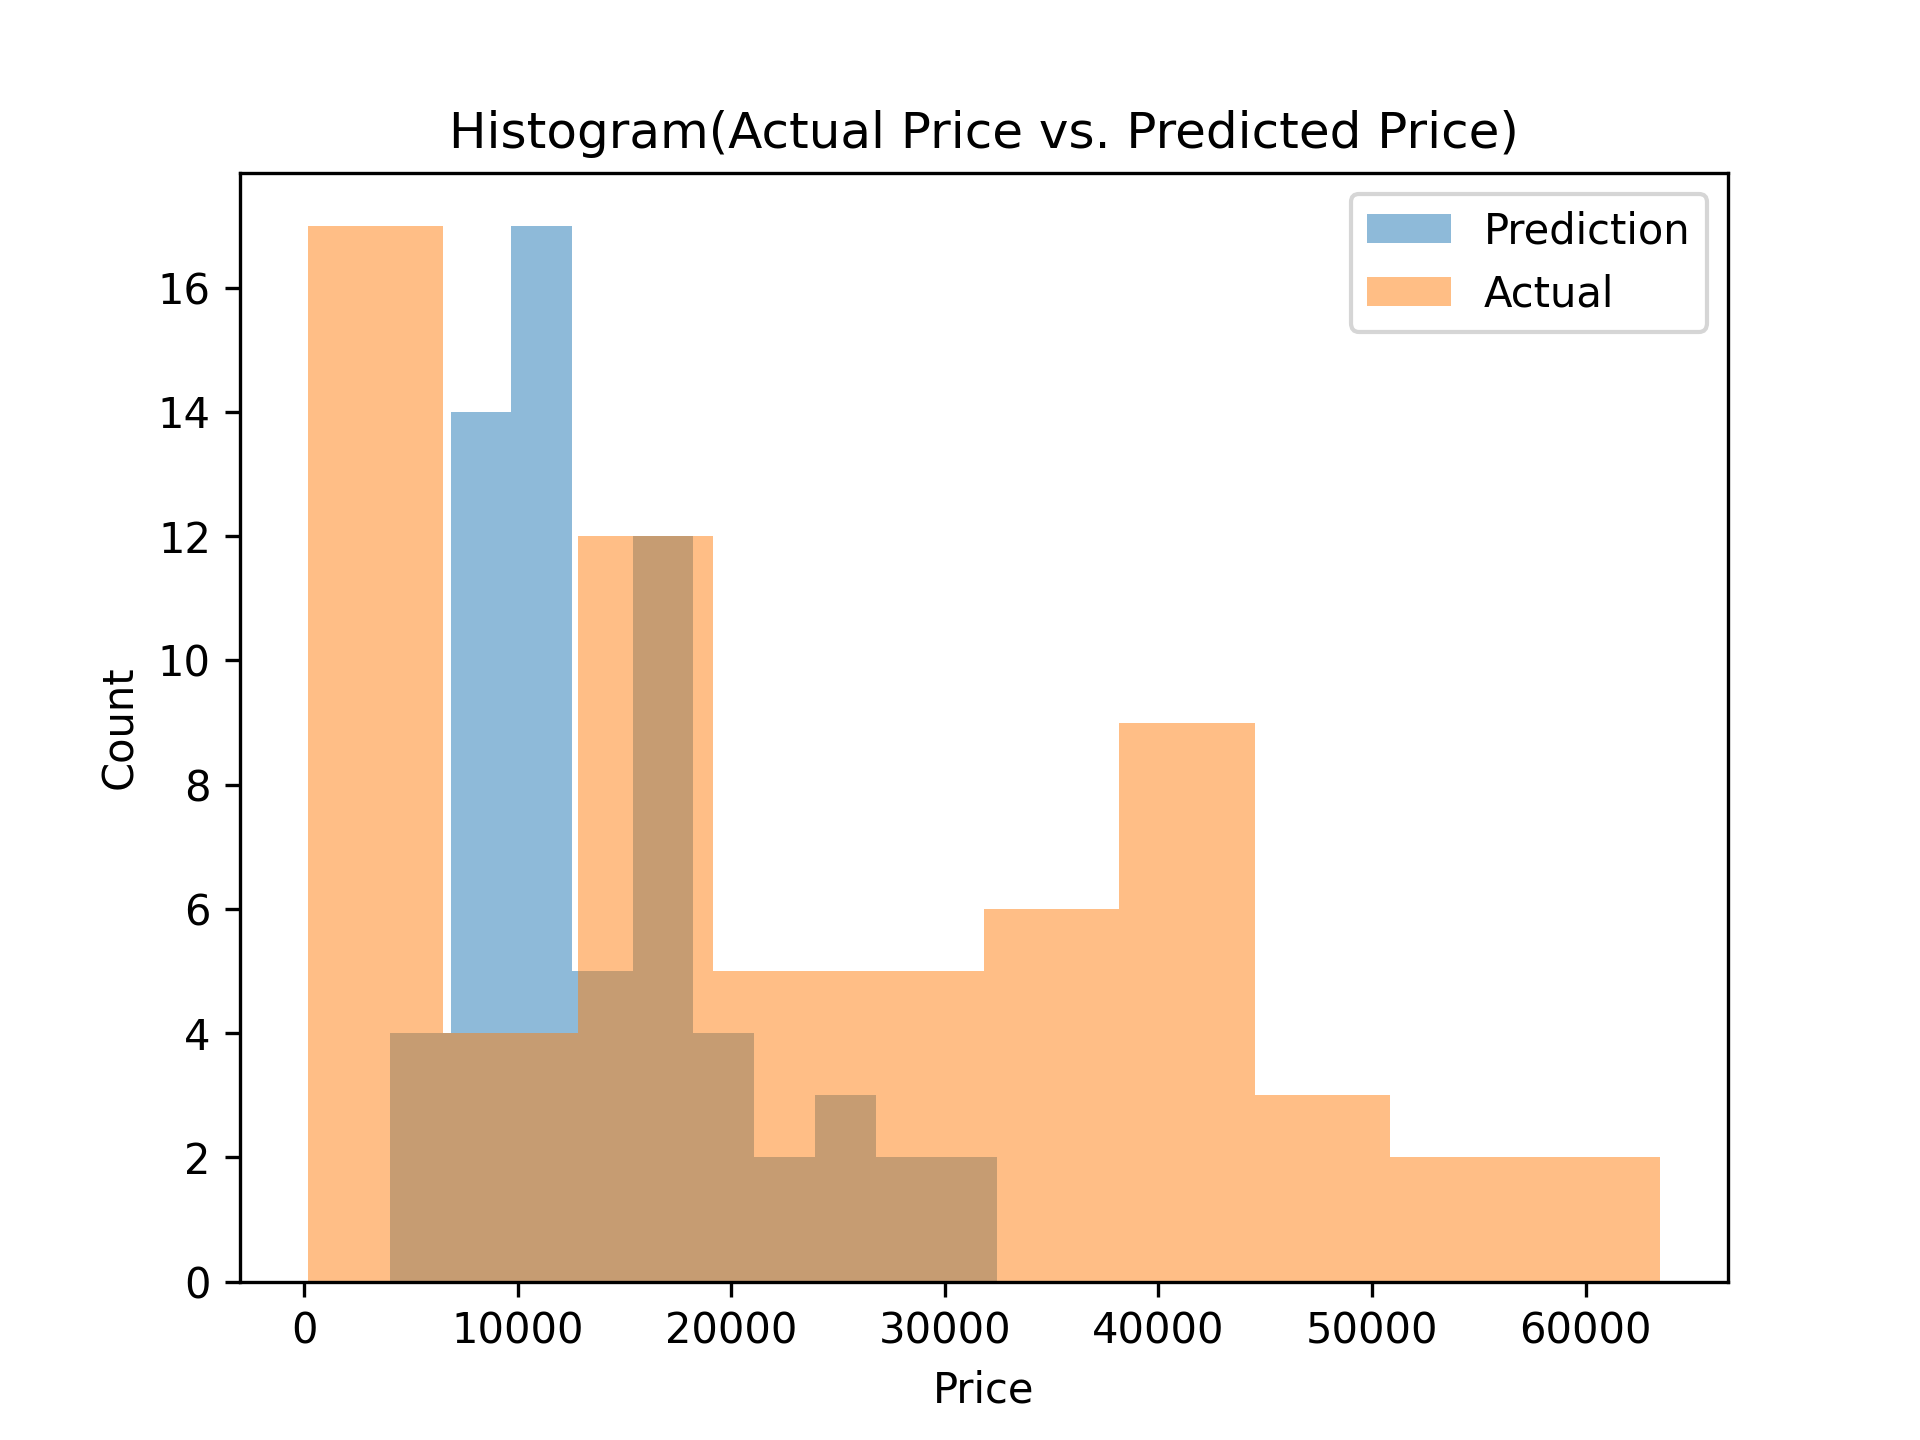 Histogram(Actual Price vs. Predicted Price)
Prediction
Actual
16
14
12
10
8
6
4
2
0
Count
0 10000 20000 30000 40000 50000 60000
Price